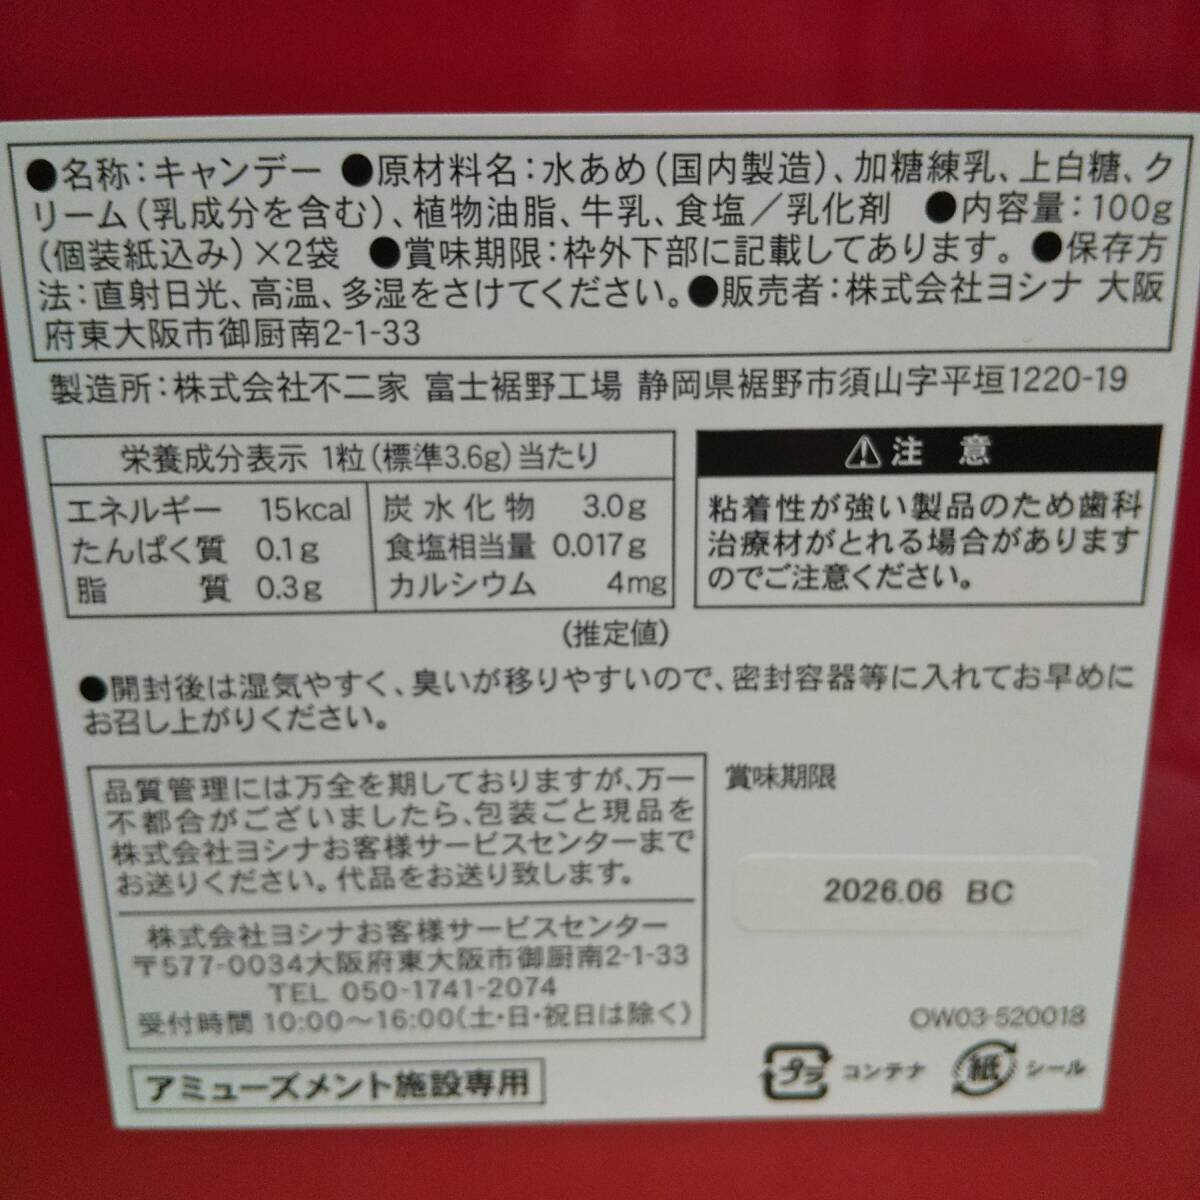 ●名称:キャンデー ●原材料名:水あめ(国内製造)、加糖練乳、上白糖、ク
リーム(乳成分を含む)、植物油脂、牛乳、食塩/乳化剤 ●内容量:100g
(個装紙込み)×2袋 ●賞味期限:枠外下部に記載してあります。●保存方
法:直射日光、高温、多湿をさけてください。●販売者:株式会社ヨシナ 大阪
府東大阪市御厨南2-1-33
製造所:株式会社不二家 富士裾野工場 静岡県裾野市須山字平垣1220-19
栄養成分表示 1粒(標準3.6g)当たり
エネルギー 15kcal 炭水化物 3.0g
たんぱく質 0.1g 食塩相当量 0.017g
脂質 0.3g カルシウム 4mg
(推定値)
⚠注意
粘着性が強い製品のため歯科
治療材がとれる場合があります
のでご注意ください。
●開封後は湿気やすく、臭いが移りやすいので、密封容器等に入れてお早めに
お召し上がりください。
品質管理には万全を期しておりますが、万一
不都合がございましたら、包装ごと現品を
株式会社ヨシナお客様サービスセンターまで
お送りください。代品をお送り致します。
株式会社ヨシナお客様サービスセンター
〒577-0034大阪府東大阪市御厨南2-1-33
TEL 050-1741-2074
受付時間 10:00〜16:00(土・日・祝日は除く)
アミューズメント施設専用
賞味期限
2026.06 BC
OW03-520018
プラ コンテナ 紙 シール